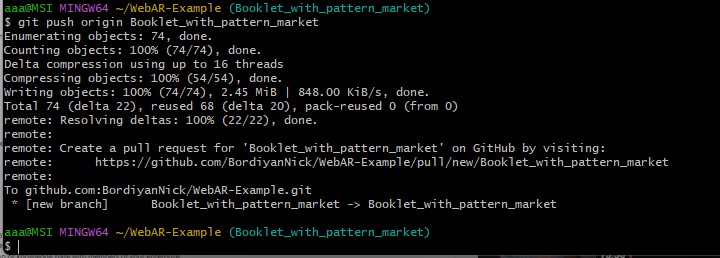 aaa@MSI MINGW64 ~/WebAR-Example (Booklet_with_pattern_market)
$ git push origin Booklet_with_pattern_market
Enumerating objects: 74, done.
Counting objects: 100% (74/74), done.
Delta compression using up to 16 threads
Compressing objects: 100% (54/54), done.
Writing objects: 100% (74/74), 2.45 MiB | 848.00 KiB/s, done.
Total 74 (delta 22), reused 68 (delta 20), pack-reused 0 (from 0)
remote: Resolving deltas: 100% (22/22), done.
remote:
remote: Create a pull request for 'Booklet_with_pattern_market' on GitHub by visiting:
remote:      https://github.com/BordiyanNick/WebAR-Example/pull/new/Booklet_with_pattern_market
remote:
To github.com:BordiyanNick/WebAR-Example.git
 * [new branch]      Booklet_with_pattern_market -> Booklet_with_pattern_market
aaa@MSI MINGW64 ~/WebAR-Example (Booklet_with_pattern_market)
$